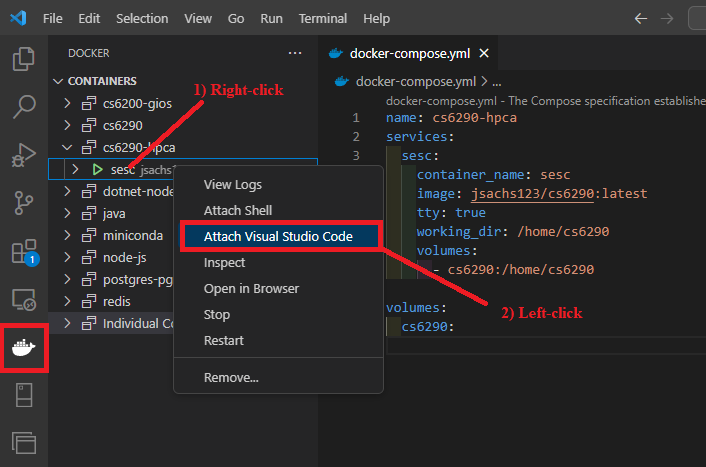 File Edit Selection View Go Run Terminal Help
DOCKER ...
CONTAINERS
cs6200-gios
cs6290
cs6290-hpca
sesc jsachs1
dotnet-node
java
miniconda
node-js
postgres-pg
redis
Individual Co
1
1) Right-click
View Logs
Attach Shell
Attach Visual Studio Code
Inspect
Open in Browser
Stop
Restart
Remove...
2) Left-click
docker-compose.yml
docker-compose.yml > ...
docker-compose.yml - The Compose specification establishe
1 name: cs6290-hpca
2 services:
3 sesc:
container_name: sesc
image: jsachs123/cs6290:latest
tty: true
working_dir: /home/cs6290
volumes:
- cs6290:/home/cs6290
volumes:
cs6290: